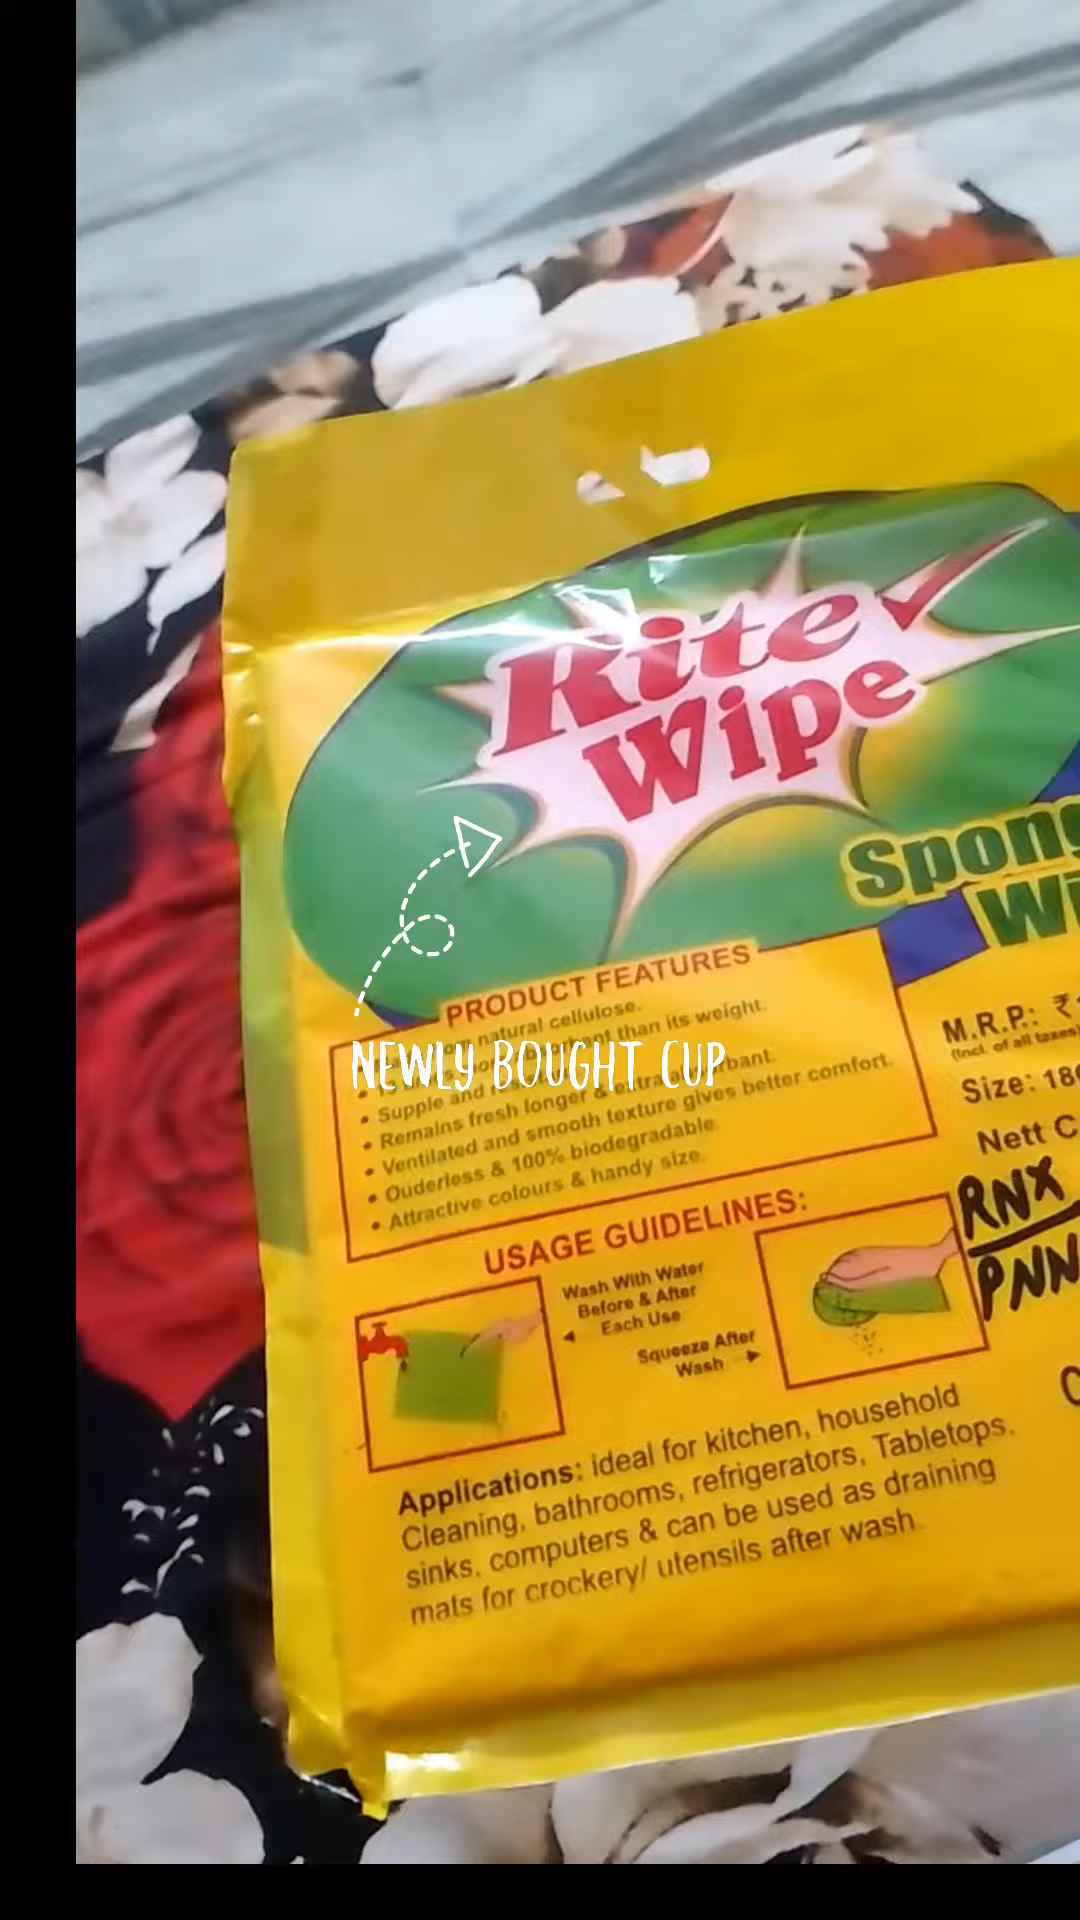 Rite
Wipe
Spong
Wi
PRODUCT FEATURES
natural cellulose.
than its weight.
• Supple and
• Remains fresh longer &
• Ventilated and smooth texture gives better comfort.
• Ouderless & 100% biodegradable
• Attractive colours & handy size.
NEWLY BOUGHT CUP
M.R.P.: ₹
(Incl. of all taxes)
Size: 18
Nett C
RNX
PNN
USAGE GUIDELINES:
Wash With Water
Before & After
Each Use
Squeeze After
Wash
Applications: ideal for kitchen, household
Cleaning, bathrooms, refrigerators, Tabletops,
sinks, computers & can be used as draining
mats for crockery/ utensils after wash.